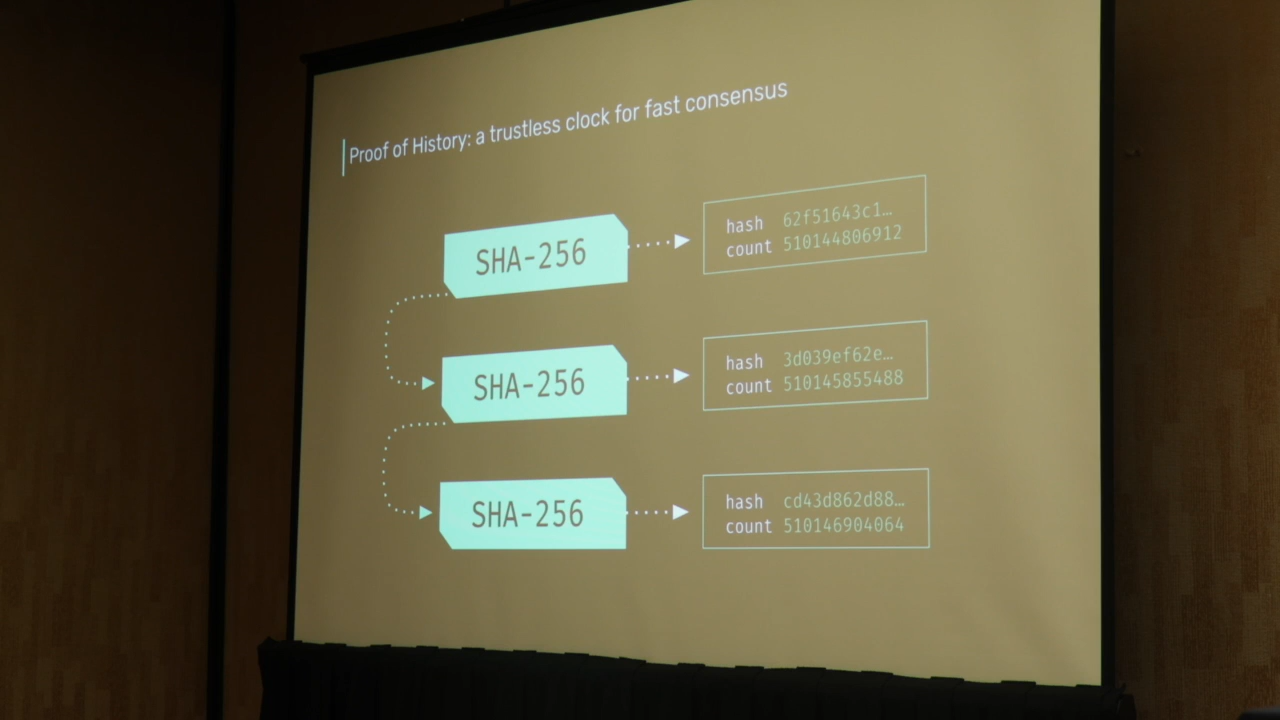 Proof of History: a trustless clock for fast consensus
SHA-256
hash 62f51643c1…
count 510144806912
SHA-256
hash 3d039ef62e…
count 510145855488
SHA-256
hash cd43d862d88…
count 510146904064